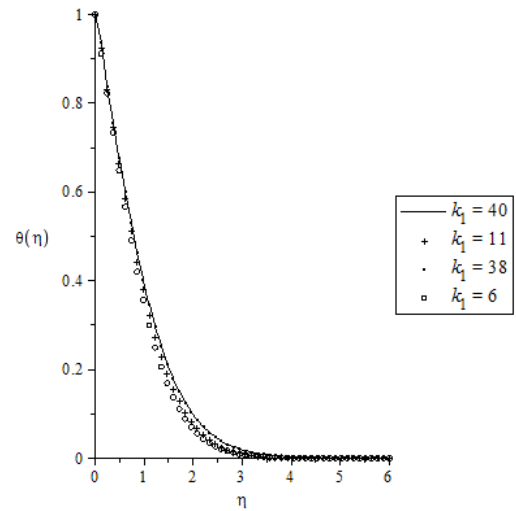 1
0.8
0.6
θ(η)
0.4
0.2
0
0 1 2 3 4 5 6
η
k₁ = 40
k₁ = 11
k₁ = 38
k₁ = 6